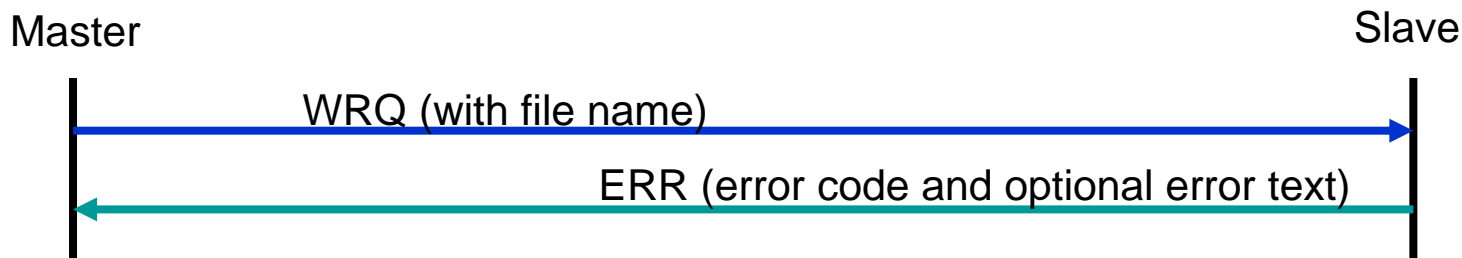 Master
Slave
WRQ (with file name)
ERR (error code and optional error text)